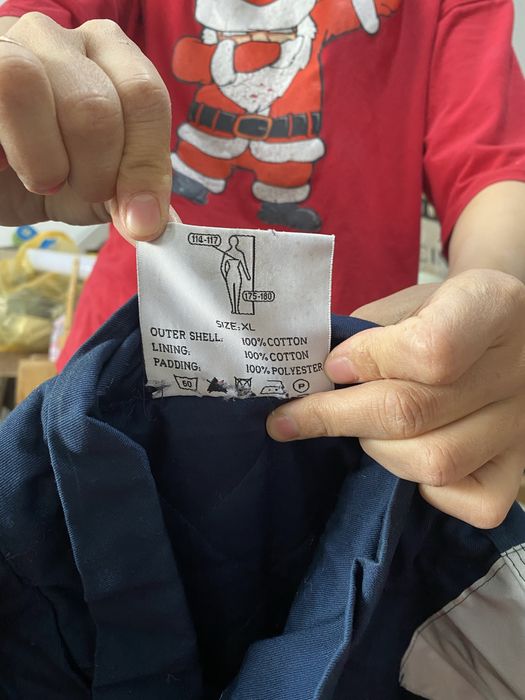 114-117
175-180
SIZE:XL
OUTER SHELL: 100%COTTON
LINING: 100%COTTON
PADDING: 100%POLYESTER
60 P